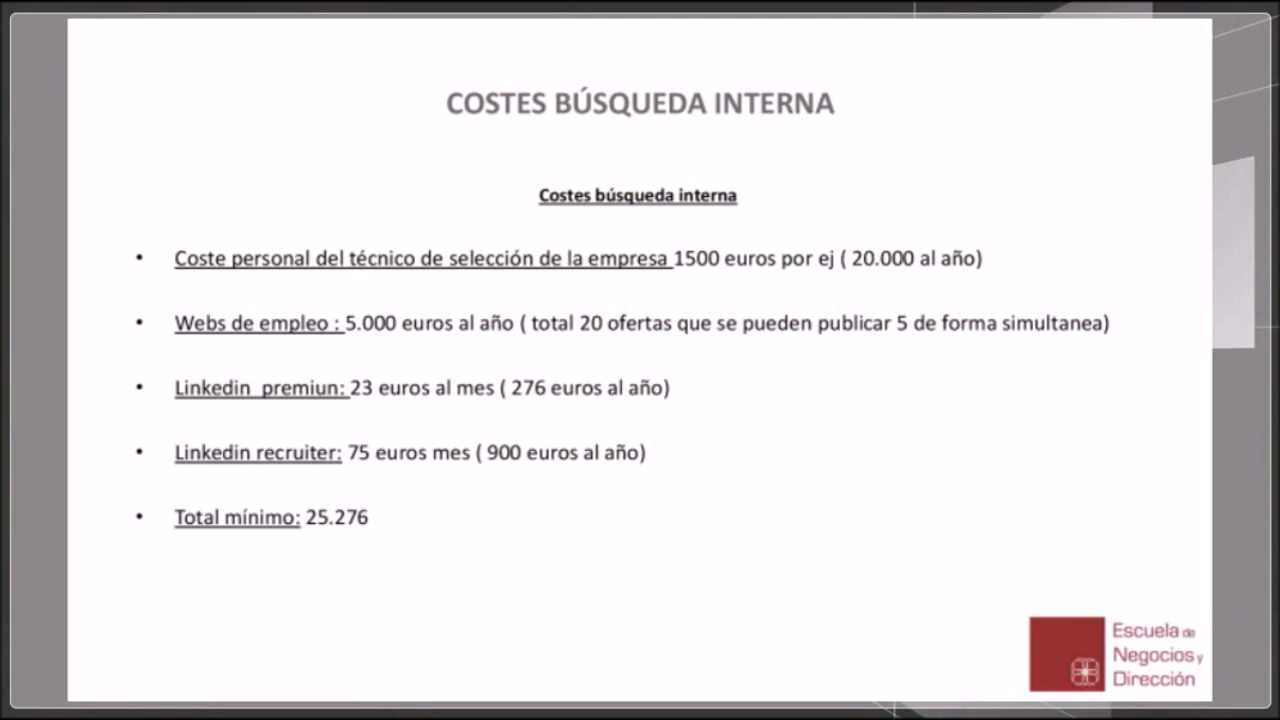 COSTES BÚSQUEDA INTERNA
Costes búsqueda interna
• Coste personal del técnico de selección de la empresa 1500 euros por ej ( 20.000 al año)
• Webs de empleo : 5.000 euros al año ( total 20 ofertas que se pueden publicar 5 de forma simultanea)
• Linkedin premiun: 23 euros al mes ( 276 euros al año)
• Linkedin recruiter: 75 euros mes ( 900 euros al año)
• Total mínimo: 25.276
Escuela de
Negocios y
Dirección